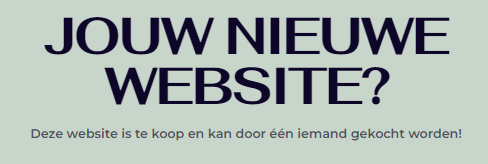 JOUW NIEUWE
WEBSITE?
Deze website is te koop en kan door één iemand gekocht worden!